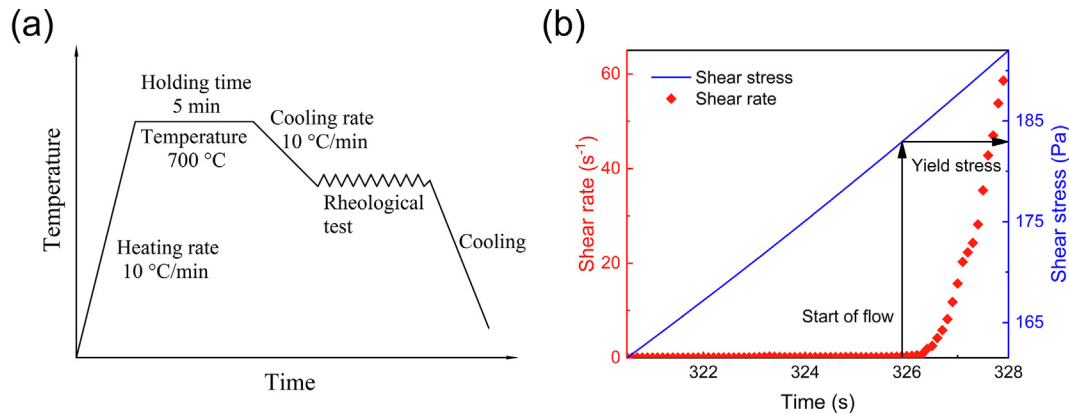 (a)
Temperature
Holding time
5 min
Temperature
700 °C
Cooling rate
10 °C/min
Heating rate
10 °C/min
Rheological
test
Cooling
Time
(b)
Shear rate (s⁻¹)
60
40
20
0
Shear stress
Shear rate
Yield stress
Start of flow
185
175
165
Shear stress (Pa)
322
324
326
328
Time (s)